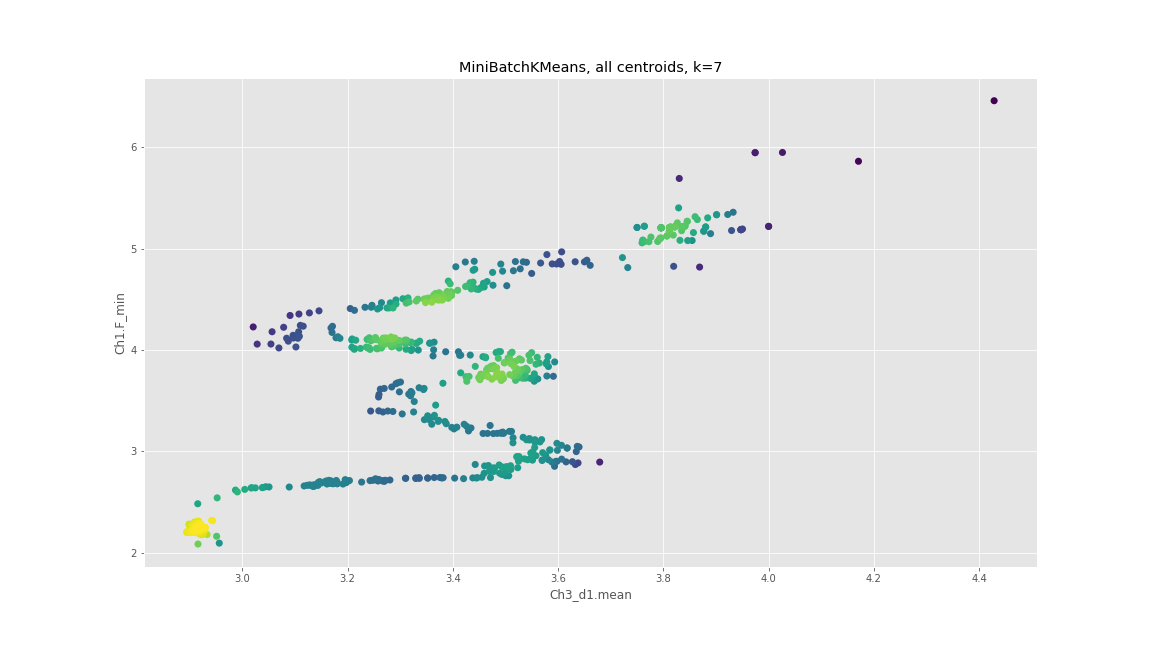 MiniBatchKMeans, all centroids, k=7
Ch1.F_min
6
5
4
3
2
3.0 3.2 3.4 3.6 3.8 4.0 4.2 4.4
Ch3_d1.mean